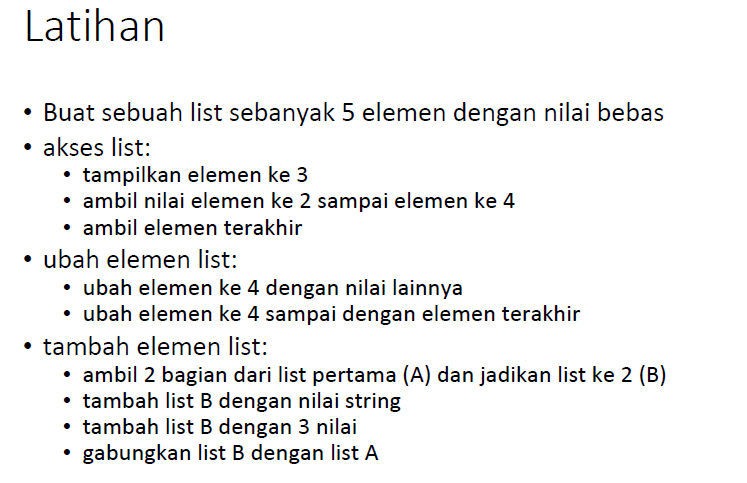 Latihan
• Buat sebuah list sebanyak 5 elemen dengan nilai bebas
• akses list:
• tampilkan elemen ke 3
• ambil nilai elemen ke 2 sampai elemen ke 4
• ambil elemen terakhir
• ubah elemen list:
• ubah elemen ke 4 dengan nilai lainnya
• ubah elemen ke 4 sampai dengan elemen terakhir
• tambah elemen list:
• ambil 2 bagian dari list pertama (A) dan jadikan list ke 2 (B)
• tambah list B dengan nilai string
• tambah list B dengan 3 nilai
• gabungkan list B dengan list A